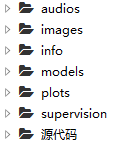 audios
images
info
models
plots
supervision
源代码